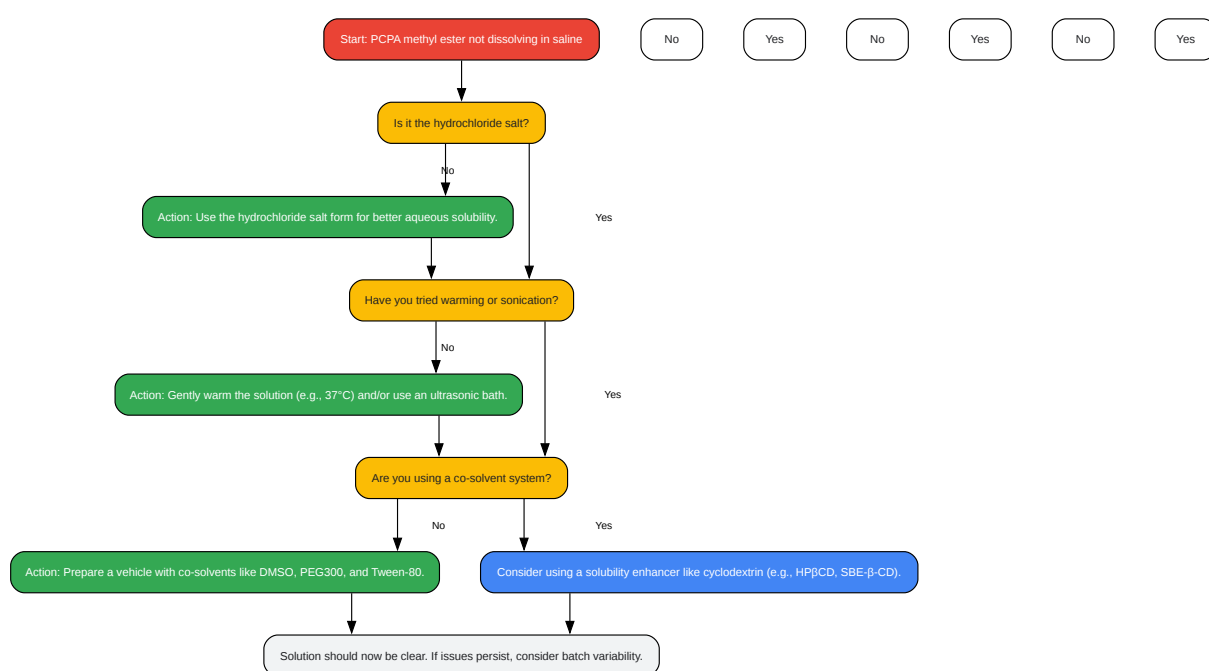 Start: PCPA methyl ester not dissolving in saline
No
Yes
No
Yes
No
Yes
Is it the hydrochloride salt?
No
Action: Use the hydrochloride salt form for better aqueous solubility.
Yes
Have you tried warming or sonication?
No
Action: Gently warm the solution (e.g., 37°C) and/or use an ultrasonic bath.
Yes
Are you using a co-solvent system?
No
Yes
Action: Prepare a vehicle with co-solvents like DMSO, PEG300, and Tween-80.
Consider using a solubility enhancer like cyclodextrin (e.g., HPβCD, SBE-β-CD).
Solution should now be clear. If issues persist, consider batch variability.